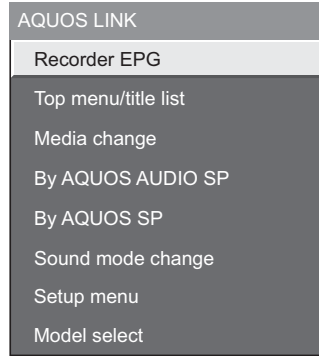 AQUOS LINK
Recorder EPG
Top menu/title list
Media change
By AQUOS AUDIO SP
By AQUOS SP
Sound mode change
Setup menu
Model select